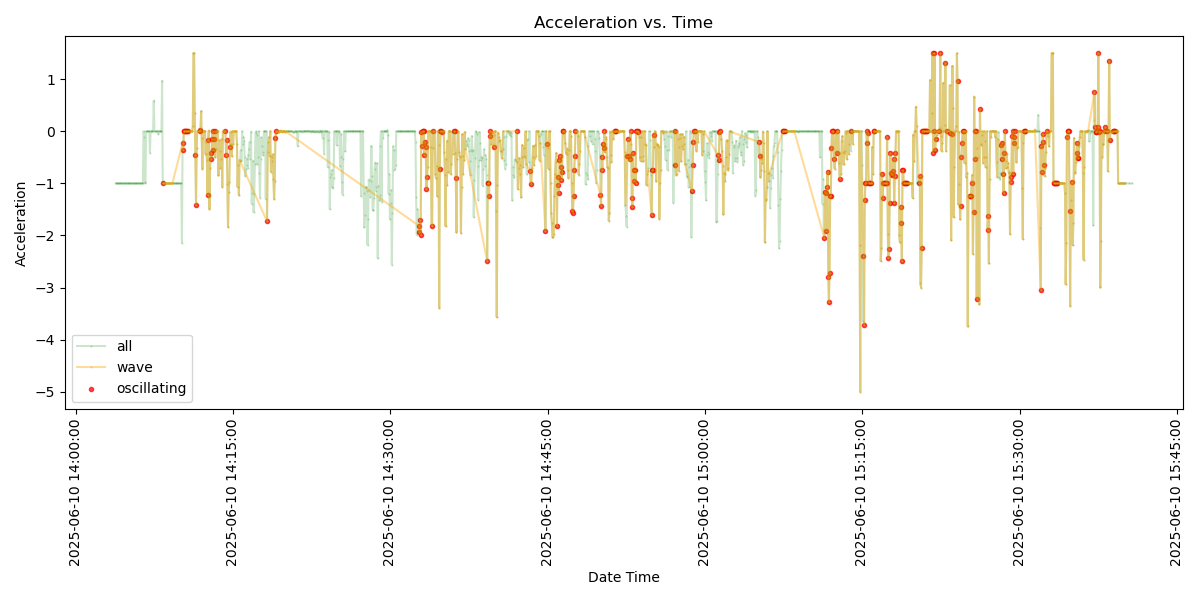 Acceleration vs. Time
Acceleration
1
0
−1
−2
−3
−4
−5
all
wave
oscillating
2025-06-10 14:00:00
2025-06-10 14:15:00
2025-06-10 14:30:00
2025-06-10 14:45:00
2025-06-10 15:00:00
2025-06-10 15:15:00
2025-06-10 15:30:00
2025-06-10 15:45:00
Date Time